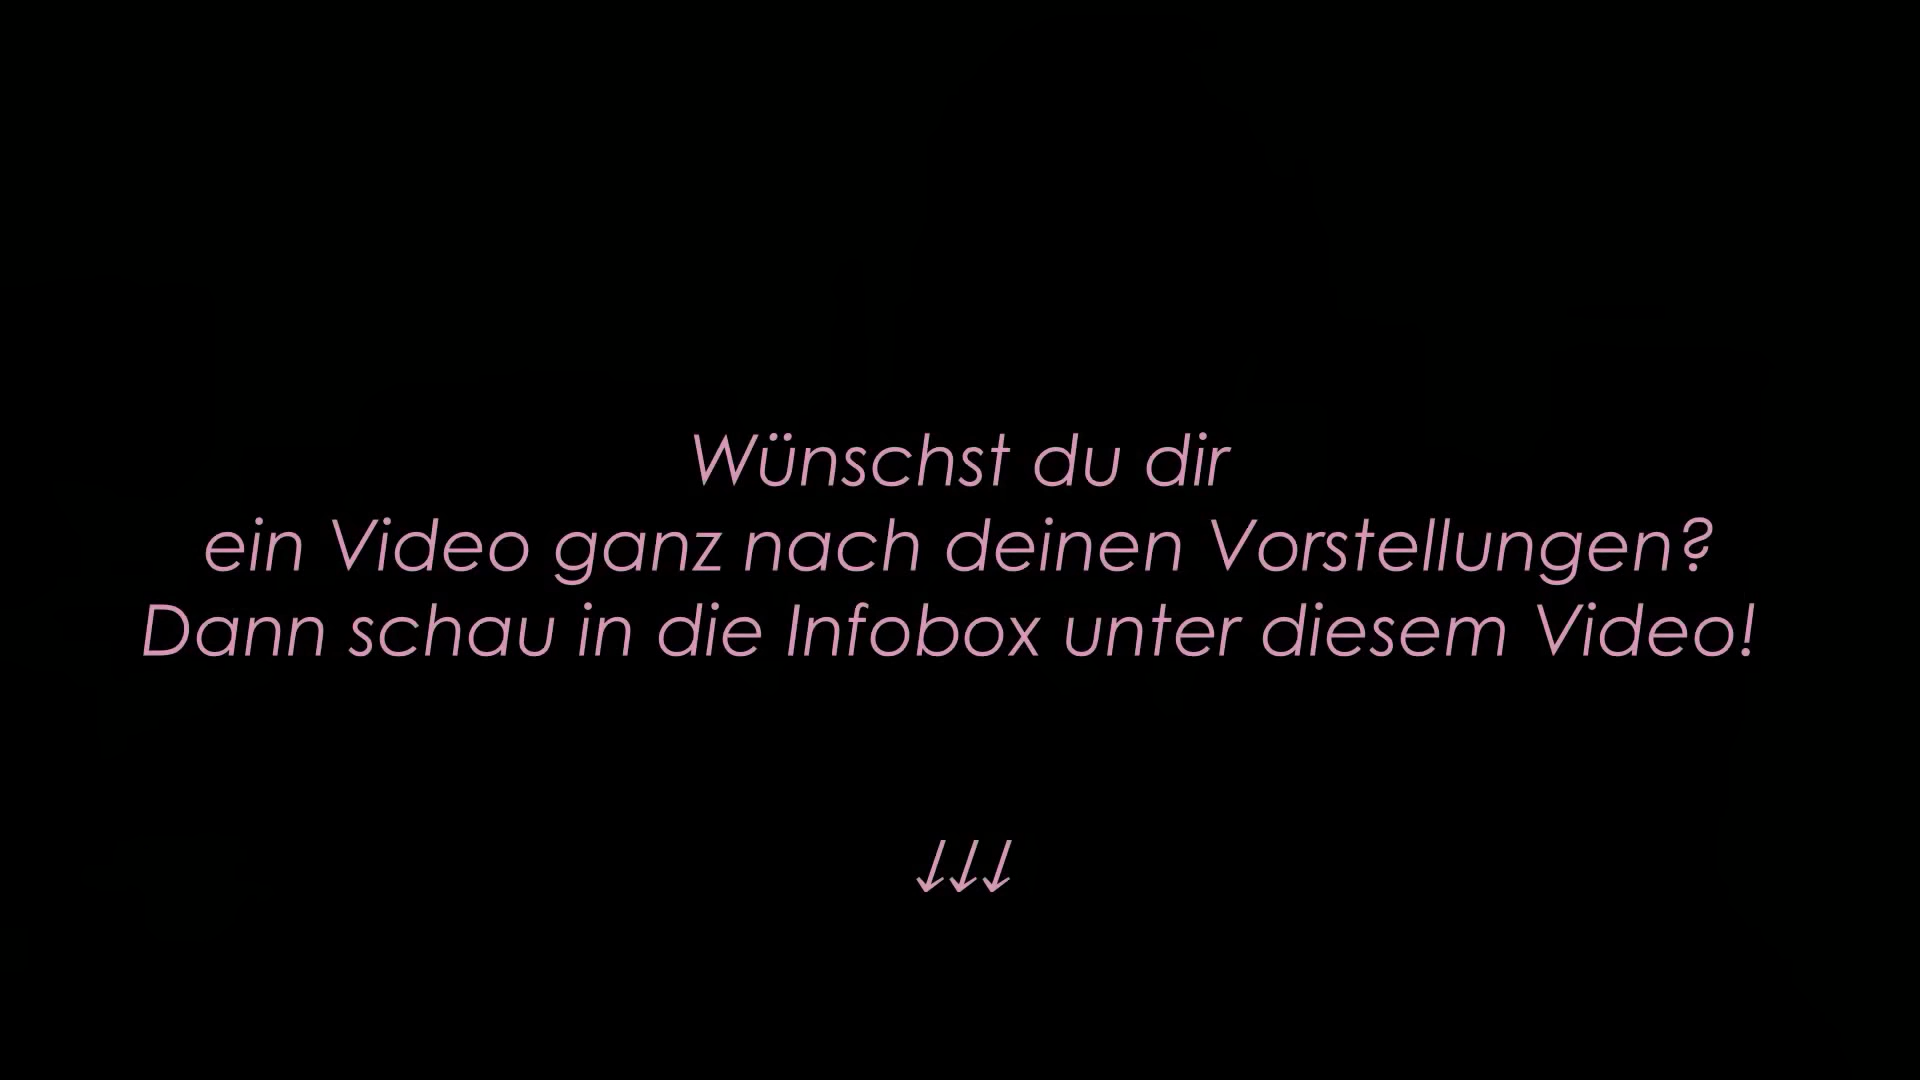 Wünschst du dir
ein Video ganz nach deinen Vorstellungen?
Dann schau in die Infobox unter diesem Video!
↓↓↓